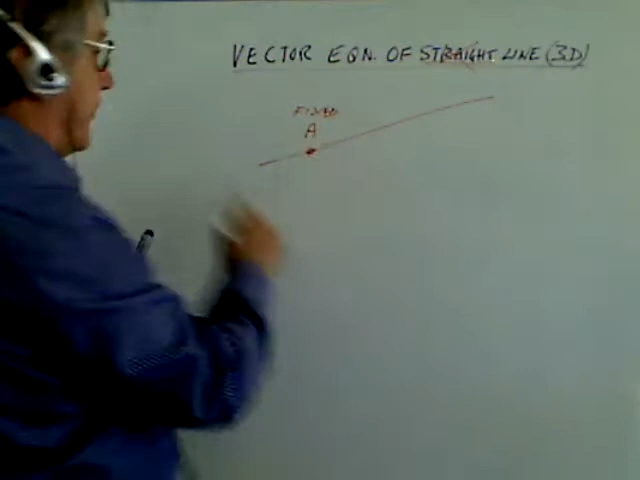 VECTOR EQN. OF STRAIGHT LINE (3D)
FIXED
A